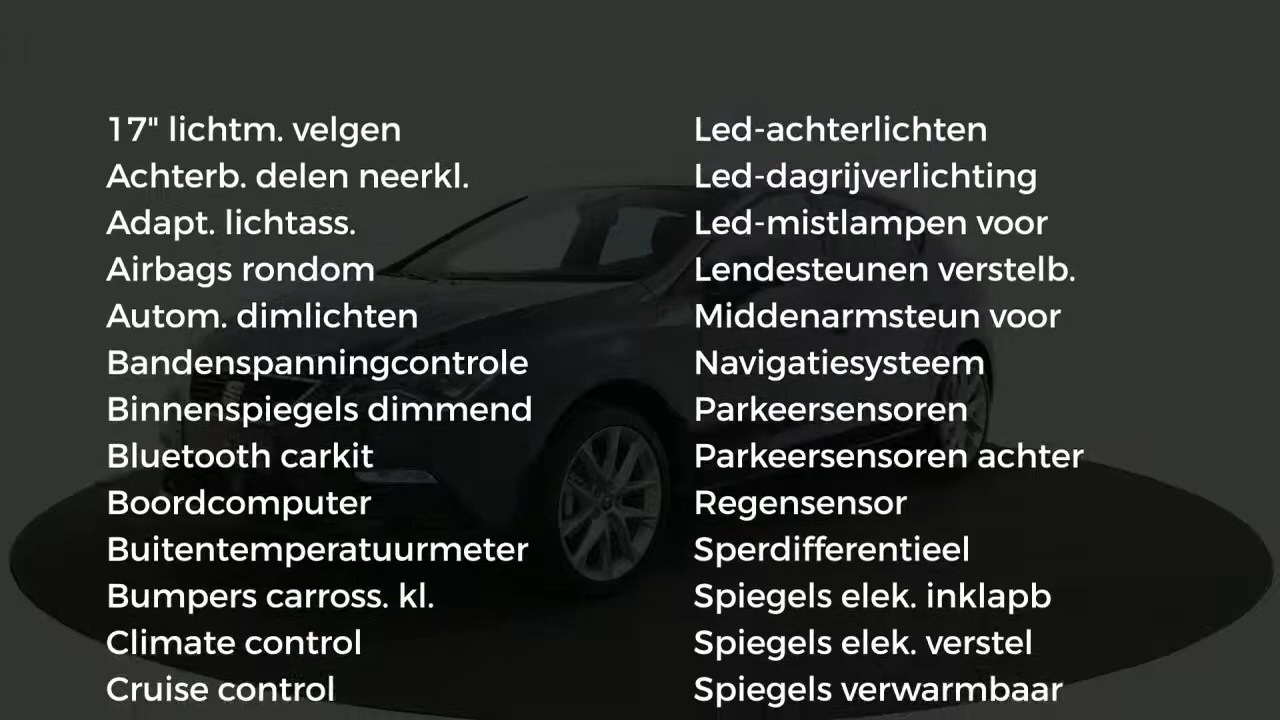 17" lichtm. velgen
Achterb. delen neerkl.
Adapt. lichtass.
Airbags rondom
Autom. dimlichten
Bandenspanningcontrole
Binnenspiegels dimmend
Bluetooth carkit
Boordcomputer
Buitentemperatuurmeter
Bumpers carross. kl.
Climate control
Cruise control
Led-achterlichten
Led-dagrijverlichting
Led-mistlampen voor
Lendesteunen verstelb.
Middenarmsteun voor
Navigatiesysteem
Parkeersensoren
Parkeersensoren achter
Regensensor
Sperdifferentieel
Spiegels elek. inklapb
Spiegels elek. verstel
Spiegels verwarmbaar